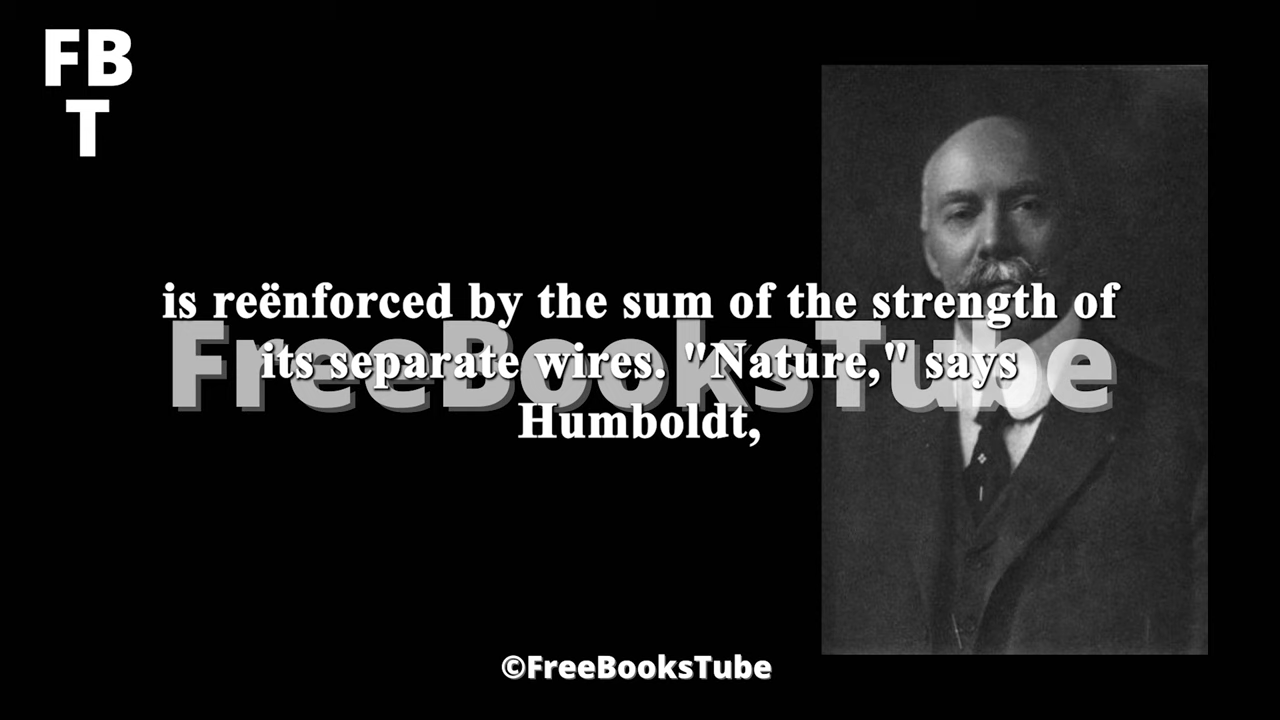 FB
T
is reënforced by the sum of the strength of
FreeBooksTube
its separate wires. "Nature," says
Humboldt,
©FreeBooksTube